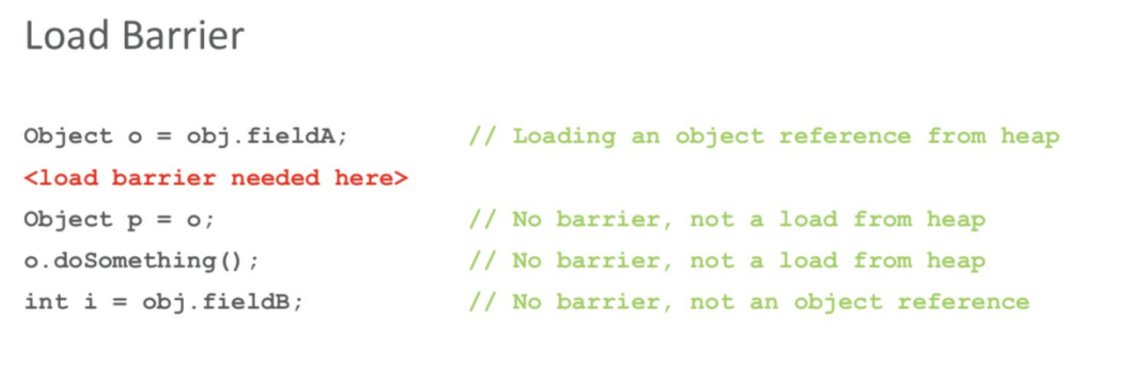 Load Barrier
Object o = obj.fieldA; // Loading an object reference from heap
<load barrier needed here>
Object p = o; // No barrier, not a load from heap
o.doSomething(); // No barrier, not a load from heap
int i = obj.fieldB; // No barrier, not an object reference